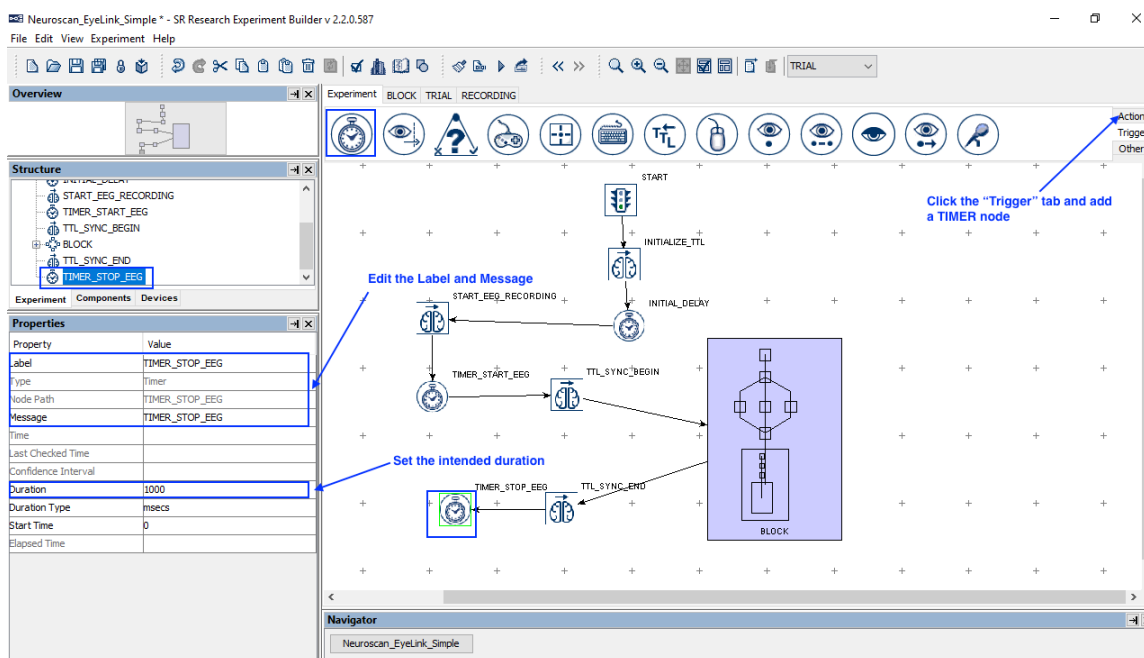 Neuroscan_EyeLink_Simple * - SR Research Experiment Builder v 2.2.0.587
File Edit View Experiment Help
TRIAL
Overview
Experiment BLOCK TRIAL RECORDING
TTL
Action
Trigge
Other
Structure
INITIAL_DELAY
START_EEG_RECORDING
TIMER_START_EEG
TTL_SYNC_BEGIN
BLOCK
TTL_SYNC_END
TIMER_STOP_EEG
Experiment Components Devices
Properties
Property Value
Label TIMER_STOP_EEG
Type Timer
Node Path TIMER_STOP_EEG
Message TIMER_STOP_EEG
Time
Last Checked Time
Confidence Interval
Duration 1000
Duration Type msecs
Start Time 0
Elapsed Time
START
Click the “Trigger” tab and add
a TIMER node
INITIALIZE_TTL
Edit the Label and Message
START_EEG_RECORDING
INITIAL_DELAY
TIMER_START_EEG
TTL_SYNC_BEGIN
Set the intended duration
TIMER_STOP_EEG
TTL_SYNC_END
BLOCK
Navigator
Neuroscan_EyeLink_Simple